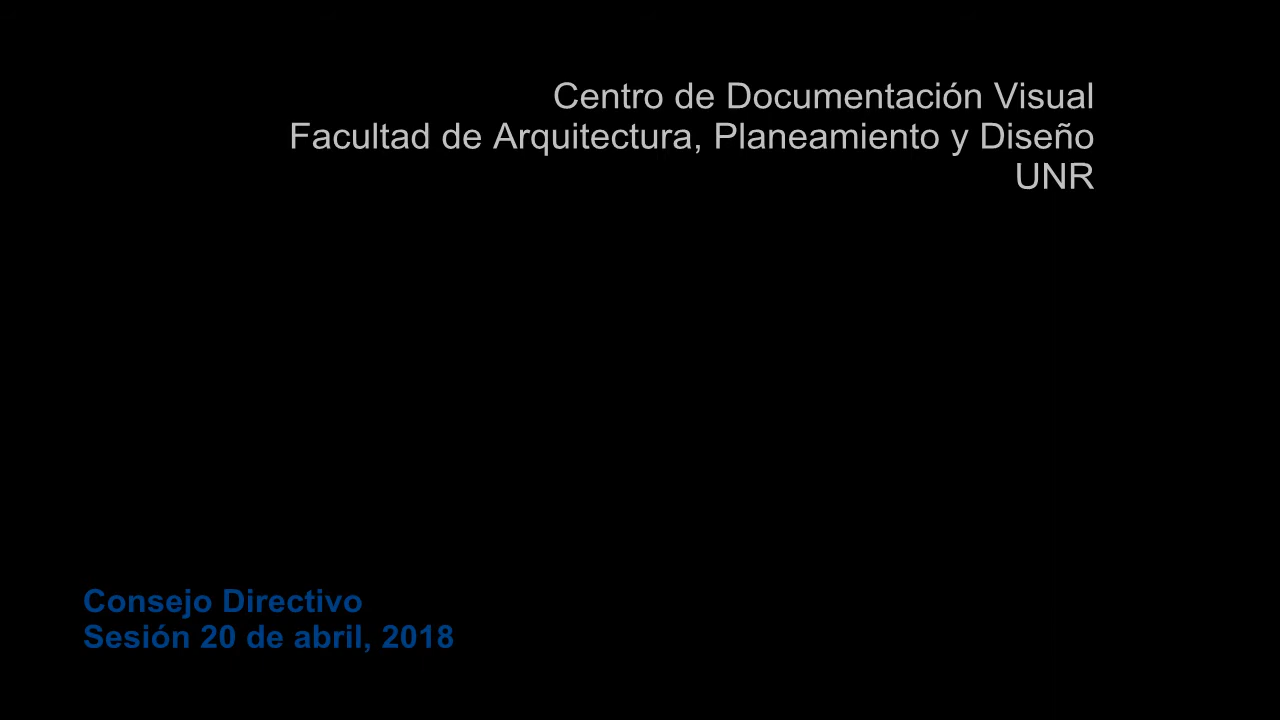 Centro de Documentación Visual
Facultad de Arquitectura, Planeamiento y Diseño
UNR
Consejo Directivo
Sesión 20 de abril, 2018